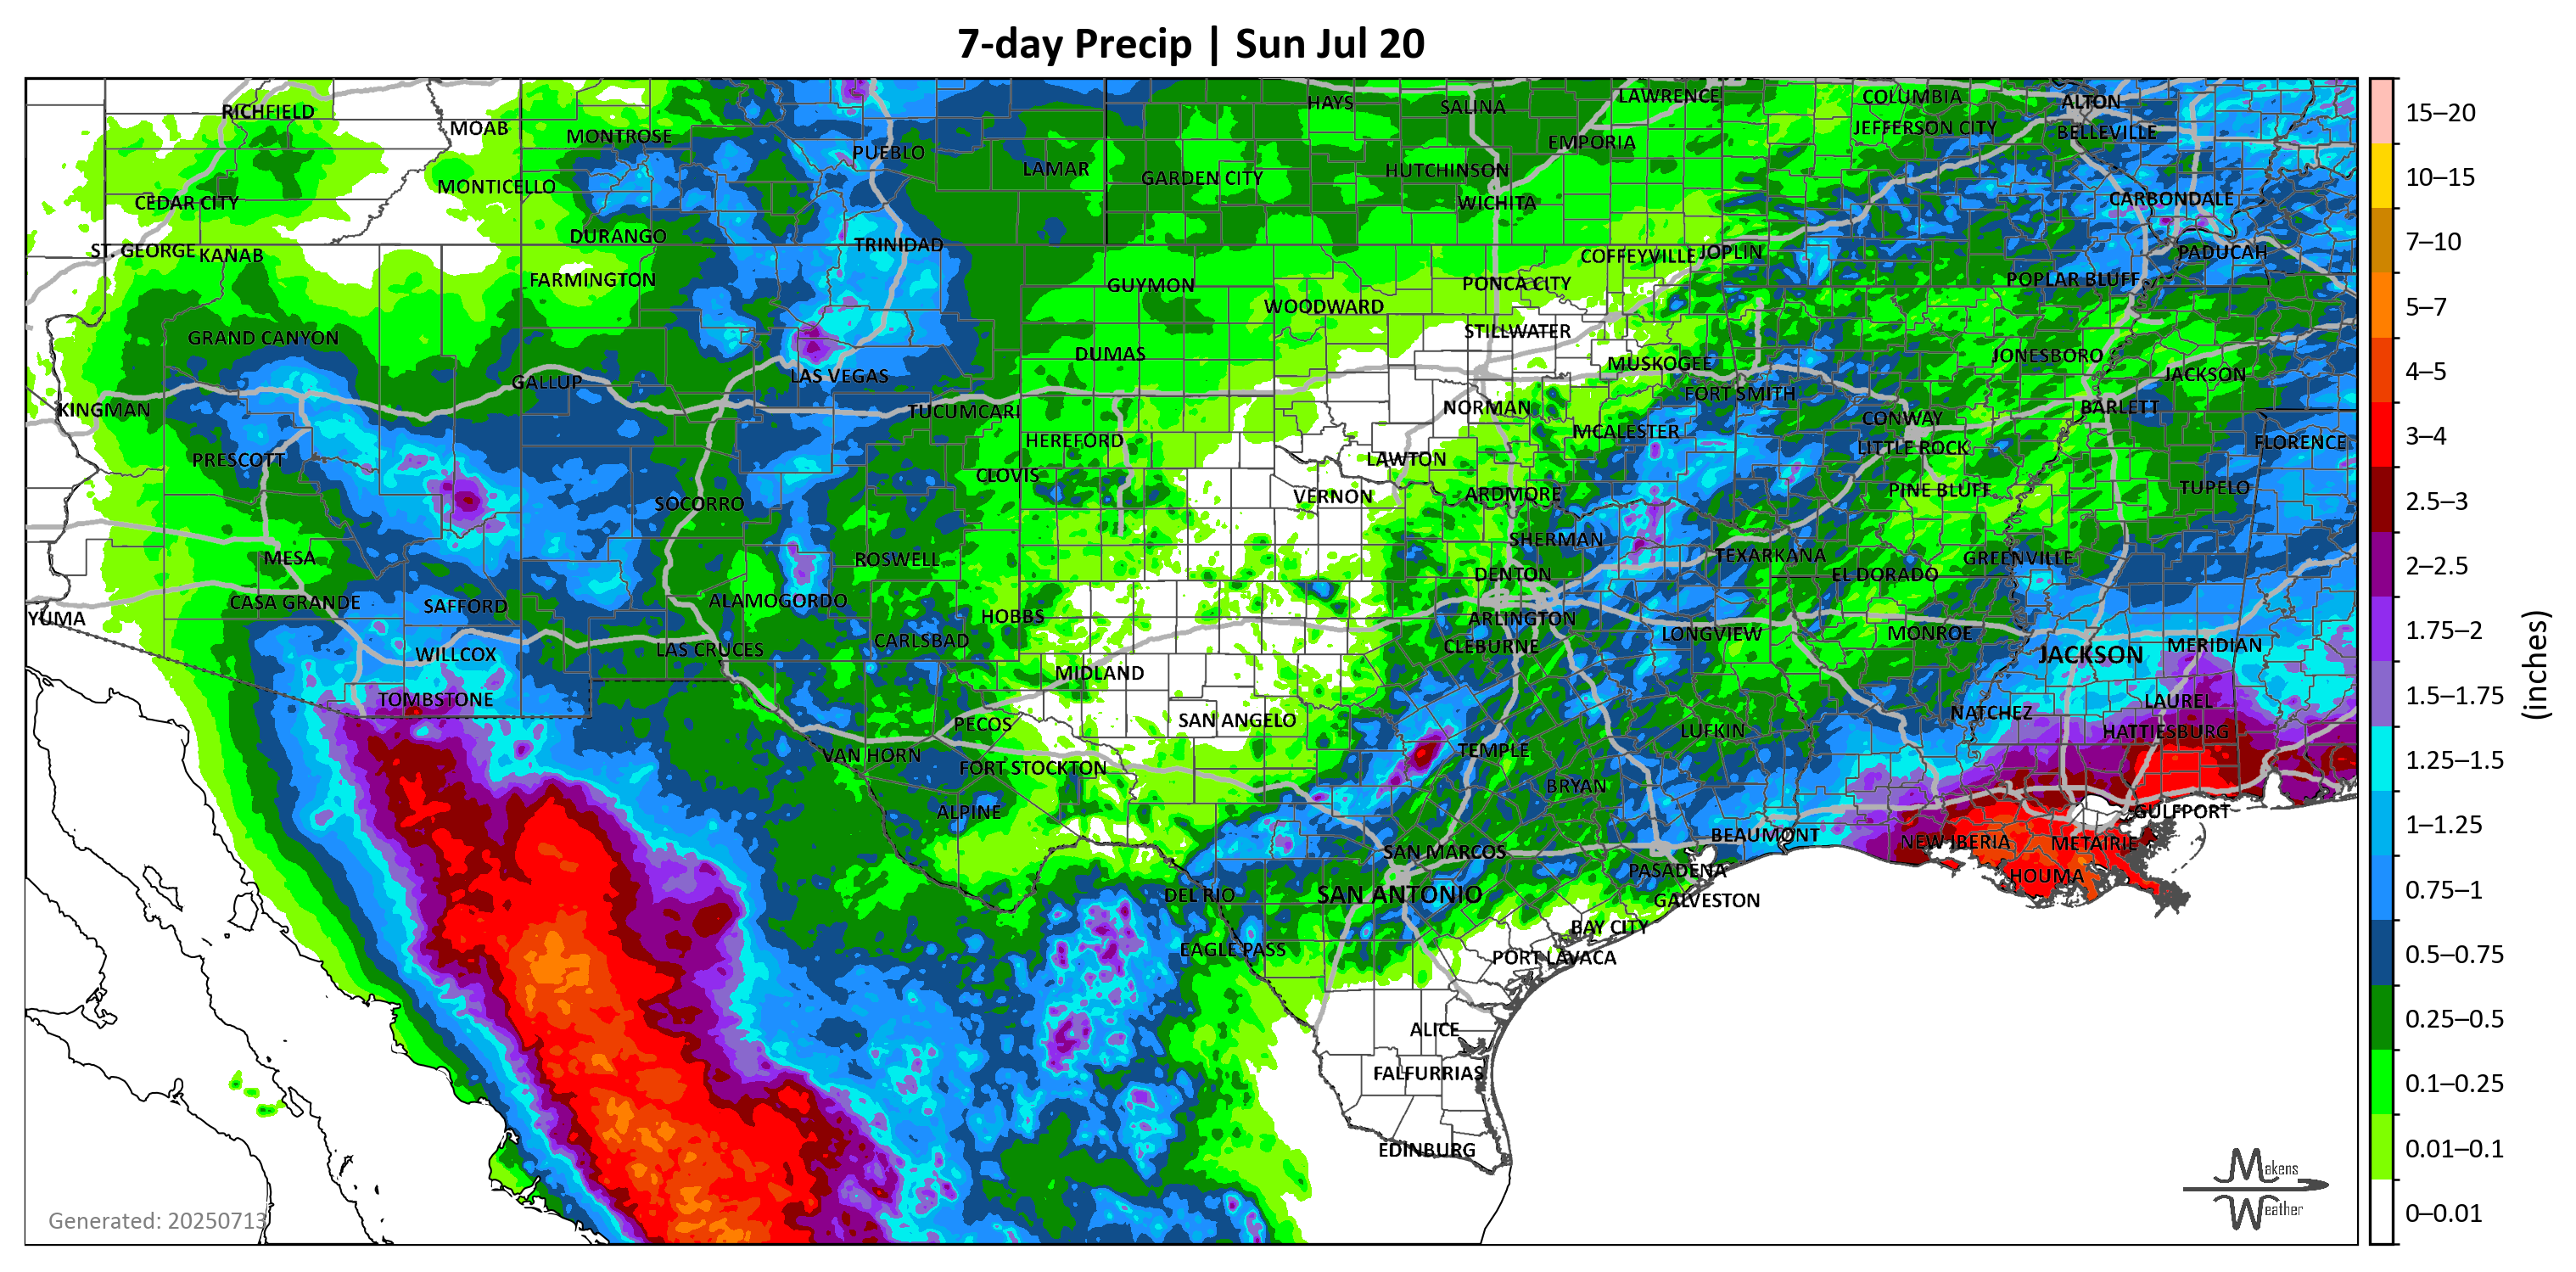 7-day Precip | Sun Jul 20
RICHFIELD
MOAB
MONTROSE
PUEBLO
LAMAR
HAYS
SALINA
LAWRENCE
COLUMBIA
ALTON
EMPORIA
JEFFERSON CITY
BELLEVILLE
MONTICELLO
GARDEN CITY
HUTCHINSON
CEDAR CITY
WICHITA
CARBONDALE
DURANGO
TRINIDAD
ST. GEORGE
KANAB
COFFEYVILLE
JOPLIN
PADUCAH
FARMINGTON
GUYMON
PONCA CITY
POPLAR BLUFF
WOODWARD
GRAND CANYON
STILLWATER
DUMAS
MUSKOGEE
JONESBORO
GALLUP
LAS VEGAS
FORT SMITH
JACKSON
KINGMAN
TUCUMCARI
NORMAN
CONWAY
BARLETT
HEREFORD
MCALESTER
LITTLE ROCK
FLORENCE
PRESCOTT
CLOVIS
LAWTON
SOCORRO
VERNON
ARDMORE
PINE BLUFF
TUPELO
MESA
ROSWELL
SHERMAN
TEXARKANA
GREENVILLE
DENTON
EL DORADO
CASA GRANDE
SAFFORD
ALAMOGORDO
YUMA
HOBBS
ARLINGTON
WILLCOX
LAS CRUCES
CARLSBAD
CLEBURNE
LONGVIEW
MONROE
JACKSON
MERIDIAN
MIDLAND
TOMBSTONE
PECOS
SAN ANGELO
NATCHEZ
LAUREL
VAN HORN
FORT STOCKTON
TEMPLE
LUFKIN
HATTIESBURG
ALPINE
BRYAN
GULFPORT
SAN MARCOS
BEAUMONT
NEW IBERIA
METAIRIE
DEL RIO
SAN ANTONIO
PASADENA
HOUMA
GALVESTON
EAGLE PASS
BAY CITY
PORT LAVACA
ALICE
FALFURRIAS
EDINBURG
Generated: 20250713
Makens
Weather
15–20
10–15
7–10
5–7
4–5
3–4
2.5–3
2–2.5
1.75–2
1.5–1.75
1.25–1.5
1–1.25
0.75–1
0.5–0.75
0.25–0.5
0.1–0.25
0.01–0.1
0–0.01
(inches)